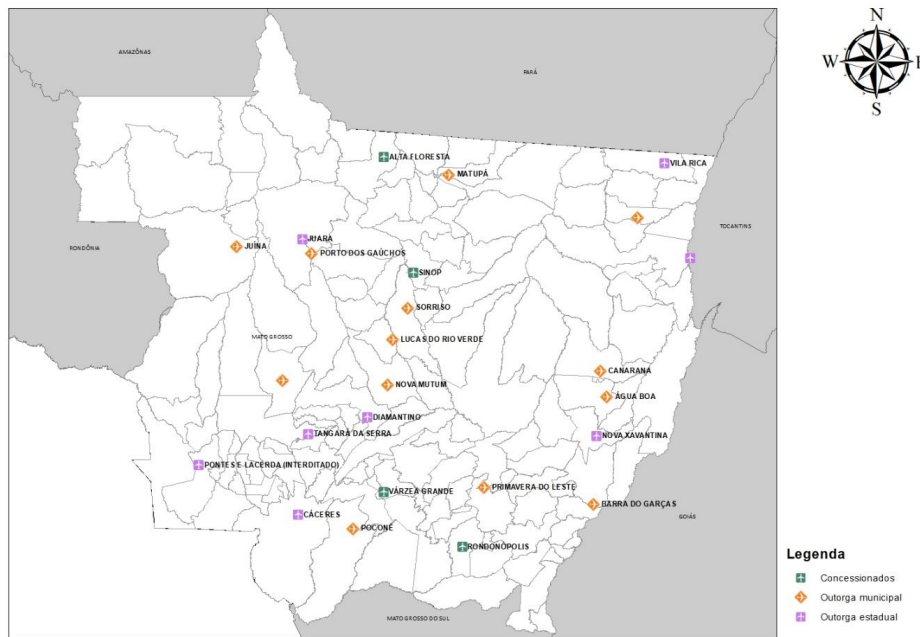 N
W
E
S
AMAZÔNAS
PARÁ
ALTA FLORESTA
VILA RICA
MATUPÁ
TOCANTINS
RONDÔNIA
JUÍNA
JUARA
PORTO DOS GAÚCHOS
SINOP
SORRISO
MATO GROSSO
LUCAS DO RIO VERDE
CANARANA
NOVA MUTUM
ÁGUA BOA
DIAMANTINO
TANGARÁ DA SERRA
NOVA XAVANTINA
PONTES E LACERDA (INTERDITADO)
PRIMAVERA DO LESTE
VÁRZEA GRANDE
BARRA DO GARÇAS
CÁCERES
GOIÁS
POCONÉ
RONDONÓPOLIS
MATO GROSSO DO SUL
Legenda
Concessionados
Outorga municipal
Outorga estadual